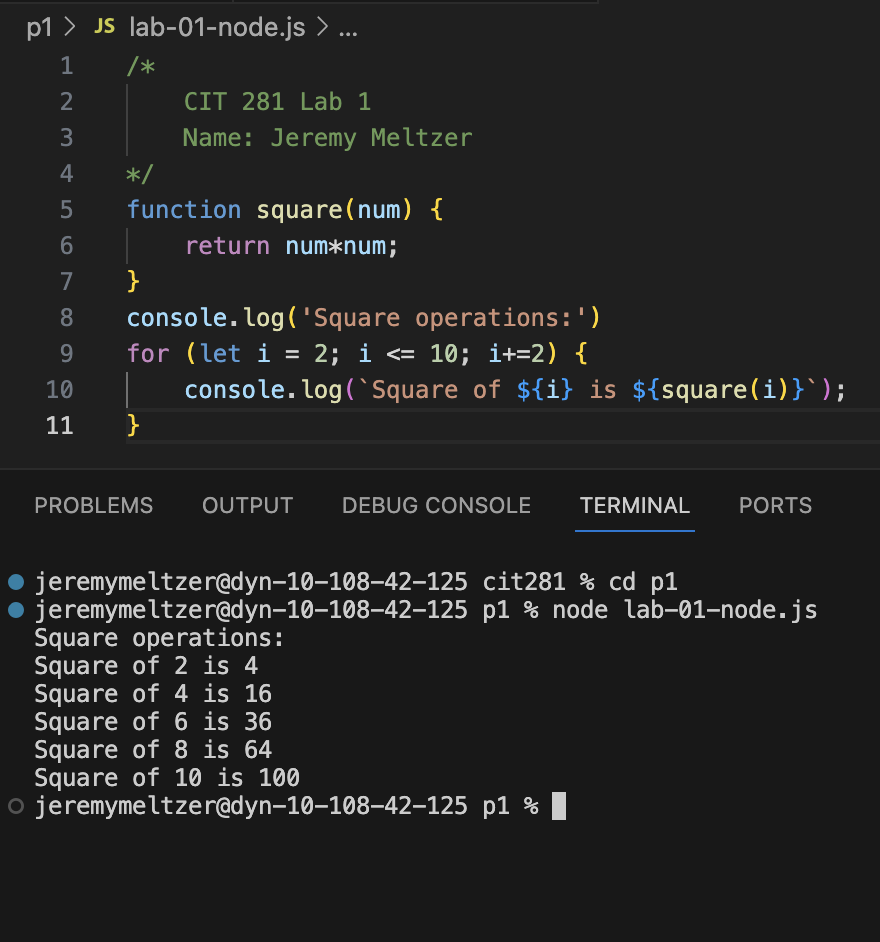 p1 > JS lab-01-node.js > ...
1 /*
2     CIT 281 Lab 1
3     Name: Jeremy Meltzer
4 */
5 function square(num) {
6     return num*num;
7 }
8 console.log('Square operations:')
9 for (let i = 2; i <= 10; i+=2) {
10     console.log(`Square of ${i} is ${square(i)}`);
11 }
PROBLEMS OUTPUT DEBUG CONSOLE TERMINAL PORTS
jeremymeltzer@dyn-10-108-42-125 cit281 % cd p1
jeremymeltzer@dyn-10-108-42-125 p1 % node lab-01-node.js
Square operations:
Square of 2 is 4
Square of 4 is 16
Square of 6 is 36
Square of 8 is 64
Square of 10 is 100
jeremymeltzer@dyn-10-108-42-125 p1 %